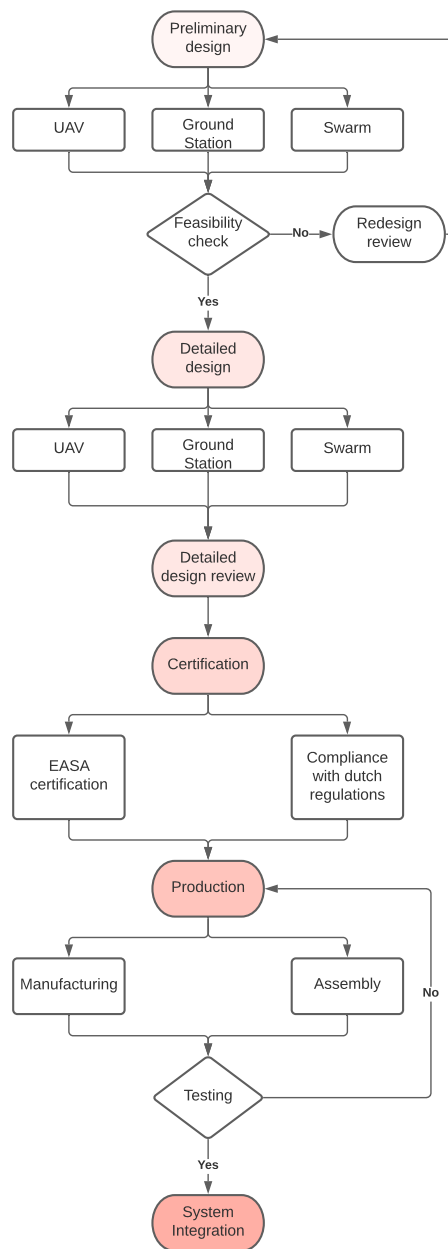 Preliminary
design
UAV
Ground
Station
Swarm
Feasibility
check
No
Redesign
review
Yes
Detailed
design
UAV
Ground
Station
Swarm
Detailed
design review
Certification
EASA
certification
Compliance
with dutch
regulations
Production
Manufacturing
Assembly
No
Testing
Yes
System
Integration